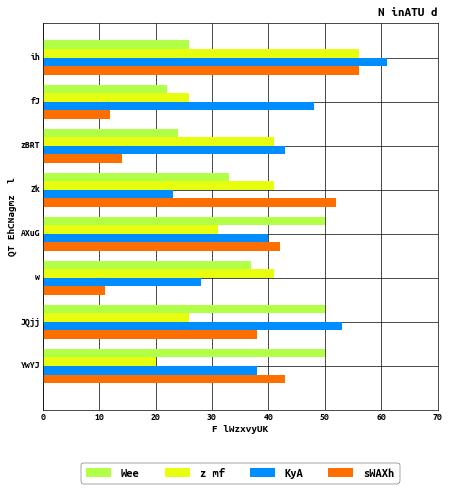 N inATU d
ih
fJ
zBRT
Zk
AXuG
w
JQjj
YwYJ
QT EhCNagmz l
0 10 20 30 40 50 60 70
F lWzxvyUK
Wee z mf KyA sWAXh